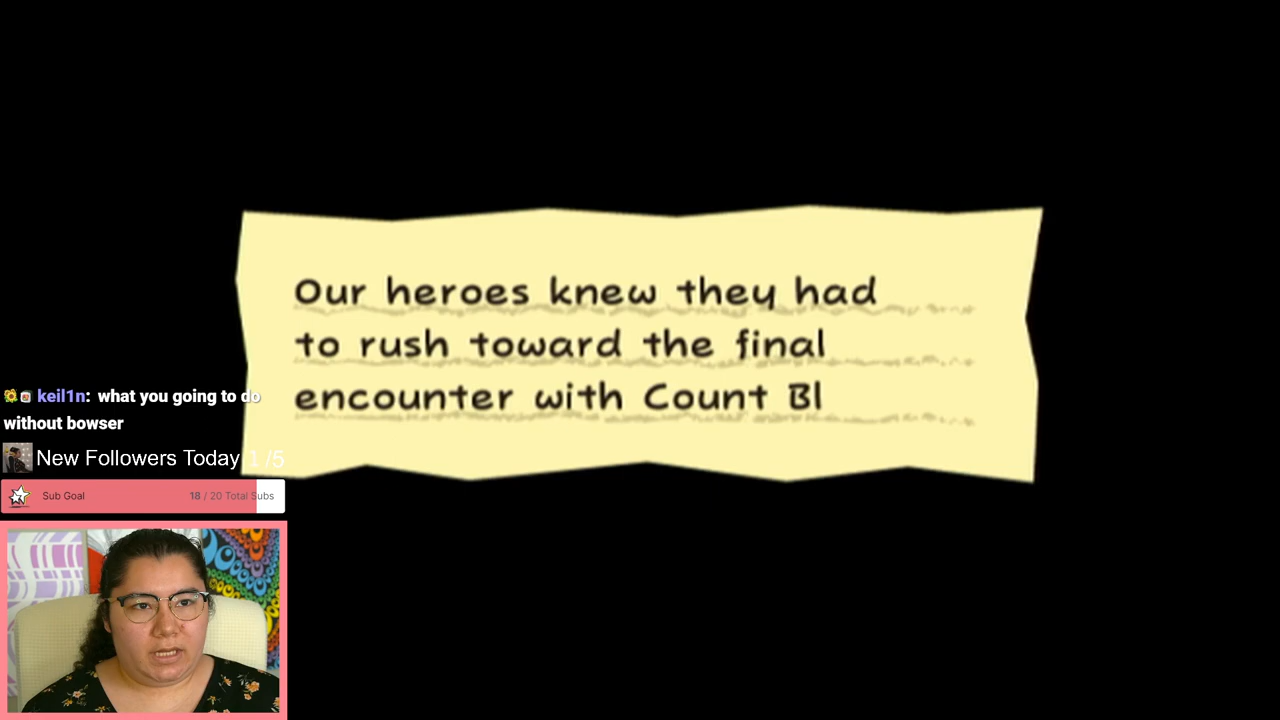 Our heroes knew they had
to rush toward the final
encounter with Count Bl
keil1n: what you going to do
without bowser
New Followers Today 1/5
Sub Goal 18 / 20 Total Subs